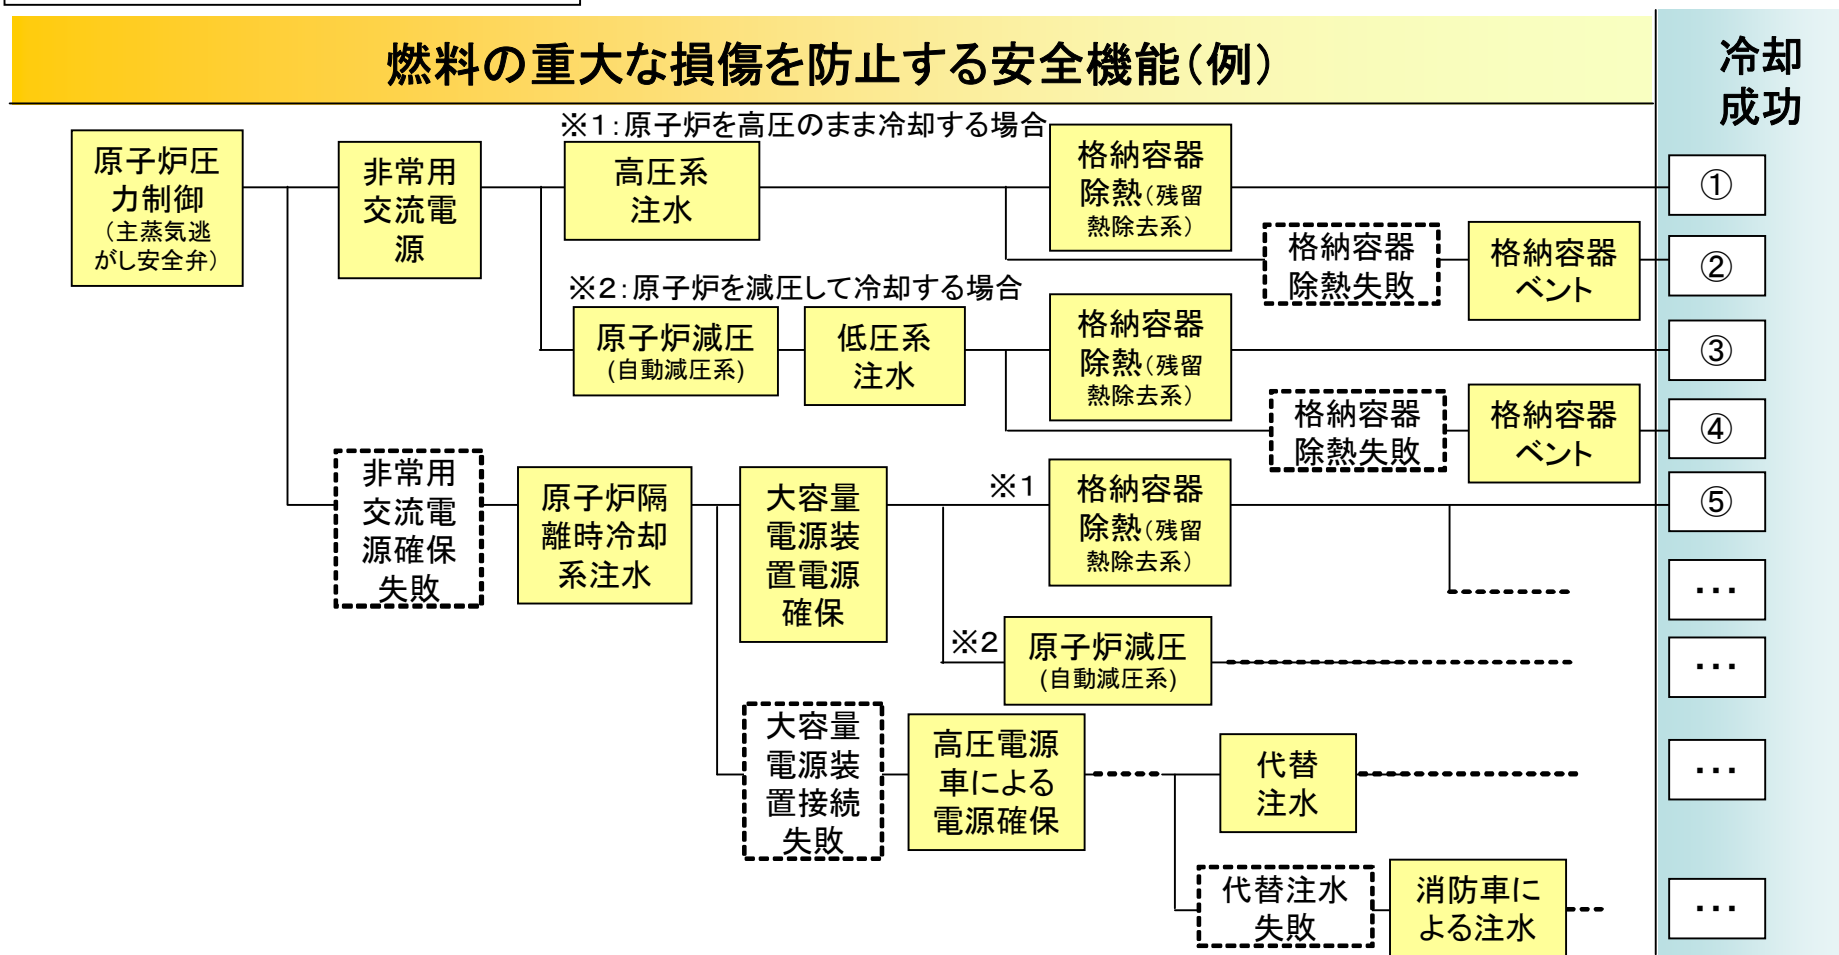 燃料の重大な損傷を防止する安全機能(例)
冷却
成功
※1:原子炉を高圧のまま冷却する場合
原子炉圧
力制御
(主蒸気逃
がし安全弁)
非常用
交流電
源
高圧系
注水
格納容器
除熱(残留
熱除去系)
①
格納容器
除熱失敗
格納容器
ベント
②
※2:原子炉を減圧して冷却する場合
原子炉減圧
(自動減圧系)
低圧系
注水
格納容器
除熱(残留
熱除去系)
③
格納容器
除熱失敗
格納容器
ベント
④
非常用
交流電
源確保
失敗
原子炉隔
離時冷却
系注水
大容量
電源装
置電源
確保
※1
格納容器
除熱(残留
熱除去系)
⑤
・・・
※2
原子炉減圧
(自動減圧系)
・・・
大容量
電源装
置接続
失敗
高圧電源
車による
電源確保
代替
注水
・・・
代替注水
失敗
消防車に
よる注水
・・・